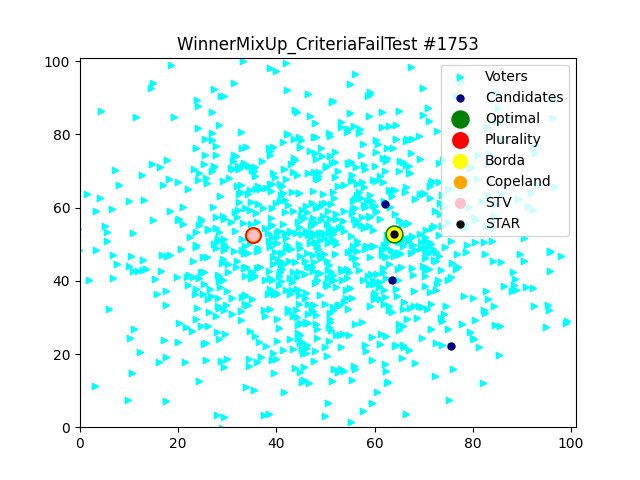 WinnerMixUp_CriteriaFailTest #1753
100
80
60
40
20
0
0
20
40
60
80
100
Voters
Candidates
Optimal
Plurality
Borda
Copeland
STV
STAR